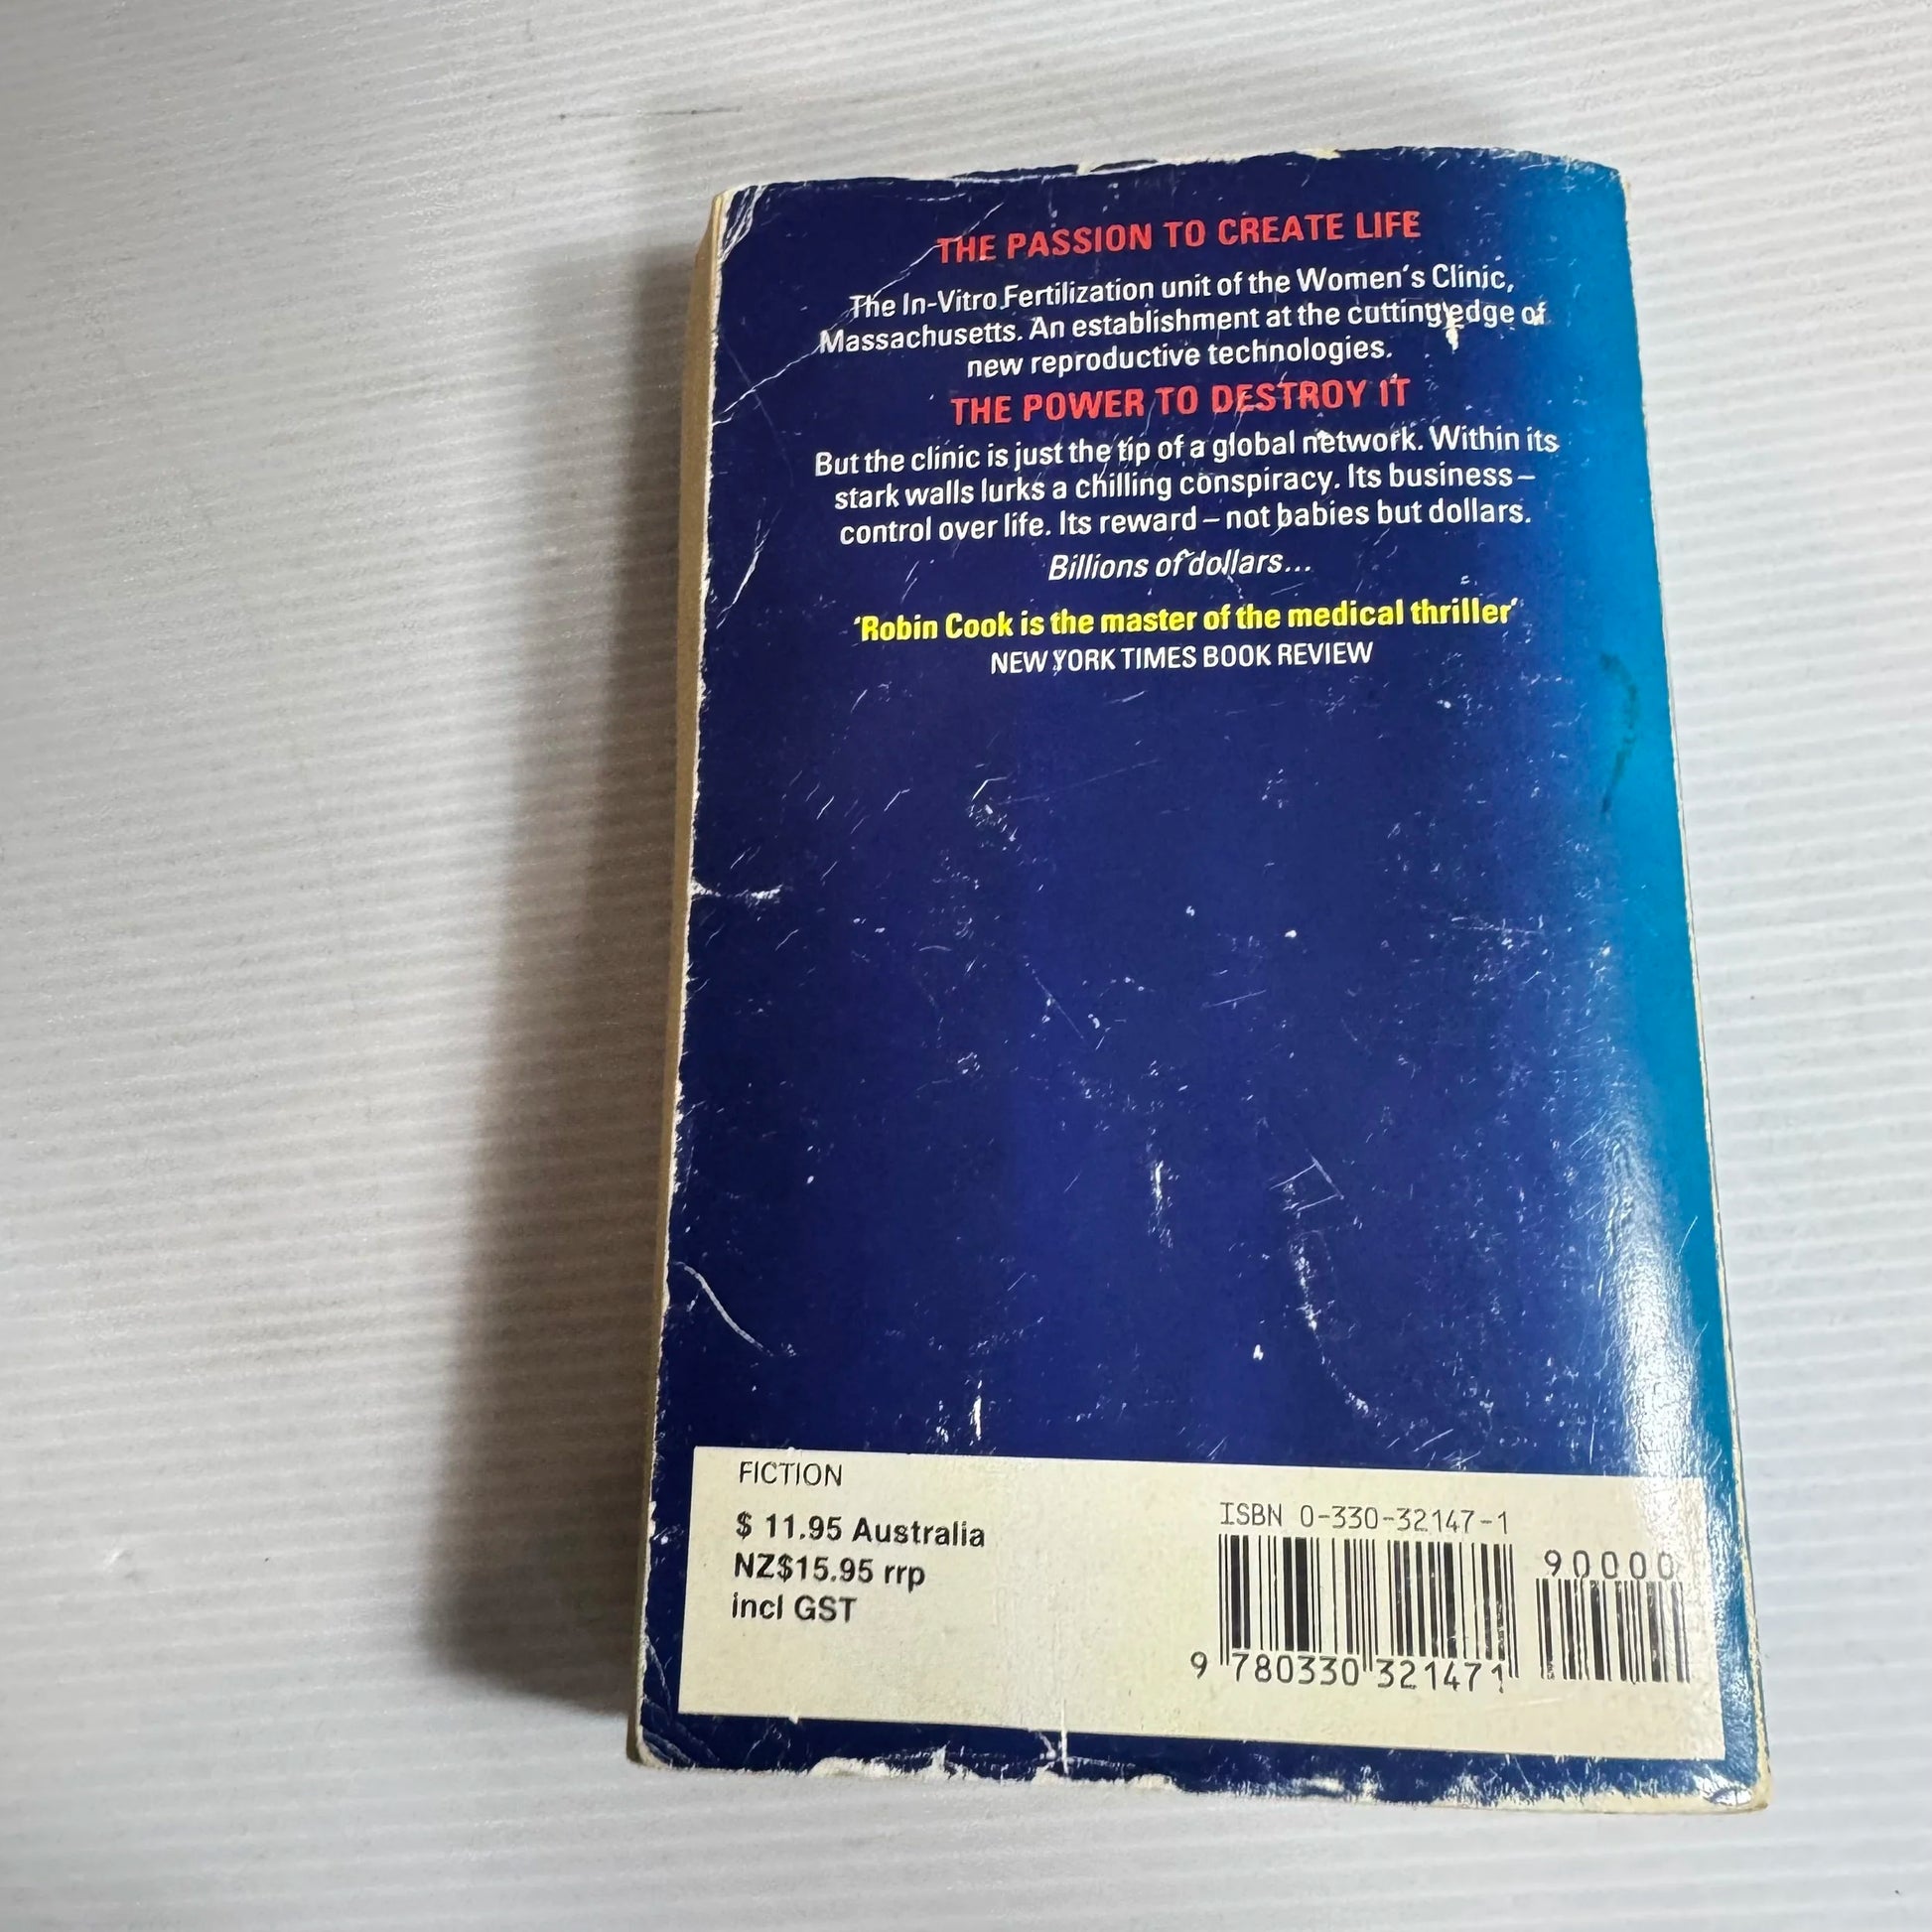 THE PASSION TO CREATE LIFE
The In-Vitro Fertilization unit of the Women's Clinic,
Massachusetts. An establishment at the cutting edge of
new reproductive technologies.
THE POWER TO DESTROY IT
But the clinic is just the tip of a global network. Within its
stark walls lurks a chilling conspiracy. Its business –
control over life. Its reward – not babies but dollars.
Billions of dollars...
'Robin Cook is the master of the medical thriller'
NEW YORK TIMES BOOK REVIEW
FICTION
$ 11.95 Australia
NZ$15.95 rrp
incl GST
ISBN 0-330-32147-1
90000
9 780330 321471